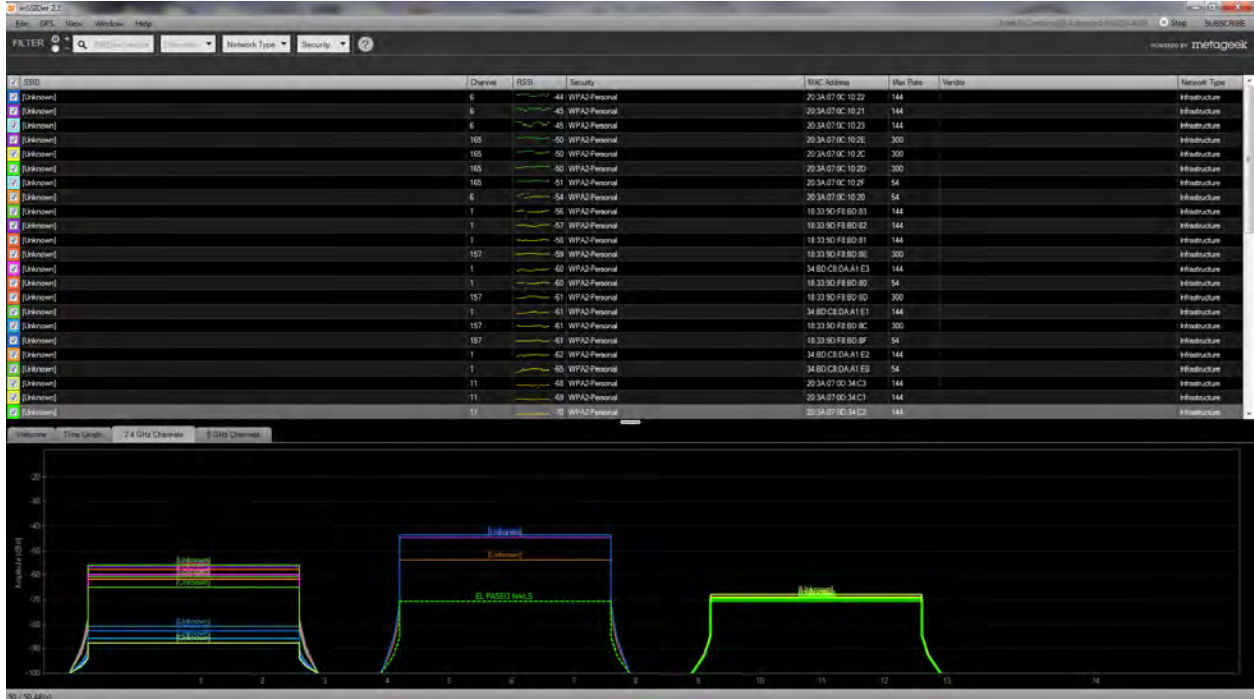 inSSIDer 2.1
File GPS View Window Help
Stop SUBSCRIBE
FILTER Network Type Security POWERED BY metageek
SSID Channel RSSI Security MAC Address Max Rate Vendor Network Type
[Unknown] 6 -44 WPA2-Personal 20:3A:07:0C:10:22 144 Infrastructure
[Unknown] 6 -45 WPA2-Personal 20:3A:07:0C:10:21 144 Infrastructure
[Unknown] 6 -45 WPA2-Personal 20:3A:07:0C:10:23 144 Infrastructure
[Unknown] 165 -50 WPA2-Personal 20:3A:07:0C:10:2E 300 Infrastructure
[Unknown] 165 -50 WPA2-Personal 20:3A:07:0C:10:2C 300 Infrastructure
[Unknown] 165 -50 WPA2-Personal 20:3A:07:0C:10:2D 300 Infrastructure
[Unknown] 165 -51 WPA2-Personal 20:3A:07:0C:10:2F 54 Infrastructure
[Unknown] 6 -54 WPA2-Personal 20:3A:07:0C:10:20 54 Infrastructure
[Unknown] 1 -56 WPA2-Personal 18:33:9D:F8:BD:83 144 Infrastructure
[Unknown] 1 -57 WPA2-Personal 18:33:9D:F8:BD:82 144 Infrastructure
[Unknown] 1 -58 WPA2-Personal 18:33:9D:F8:BD:81 144 Infrastructure
[Unknown] 157 -59 WPA2-Personal 18:33:9D:F8:BD:8E 300 Infrastructure
[Unknown] 1 -60 WPA2-Personal 34:BD:C8:DA:A1:E3 144 Infrastructure
[Unknown] 1 -60 WPA2-Personal 18:33:9D:F8:BD:80 54 Infrastructure
[Unknown] 157 -61 WPA2-Personal 18:33:9D:F8:BD:8D 300 Infrastructure
[Unknown] 1 -61 WPA2-Personal 34:BD:C8:DA:A1:E1 144 Infrastructure
[Unknown] 157 -61 WPA2-Personal 18:33:9D:F8:BD:8C 300 Infrastructure
[Unknown] 157 -61 WPA2-Personal 18:33:9D:F8:BD:8F 54 Infrastructure
[Unknown] 1 -62 WPA2-Personal 34:BD:C8:DA:A1:E2 144 Infrastructure
[Unknown] 1 -65 WPA2-Personal 34:BD:C8:DA:A1:E0 54 Infrastructure
[Unknown] 11 -68 WPA2-Personal 20:3A:07:0D:34:C3 144 Infrastructure
[Unknown] 11 -69 WPA2-Personal 20:3A:07:0D:34:C1 144 Infrastructure
[Unknown] 11 -70 WPA2-Personal 20:3A:07:0D:34:C2 144 Infrastructure
Welcome Time Graph 2.4 GHz Channels 5 GHz Channels
Amplitude [dBm]
-20
-30
-40
[Unknown]
-50
[Unknown]
[Unknown]
-60
[Unknown]
[Unknown]
EL PASEO NAILS
-70
[Unknown]
-80
[Unknown]
-90
-100
1 2 3 4 5 6 7 8 9 10 11 12 13 14
50 / 50 AP(s)